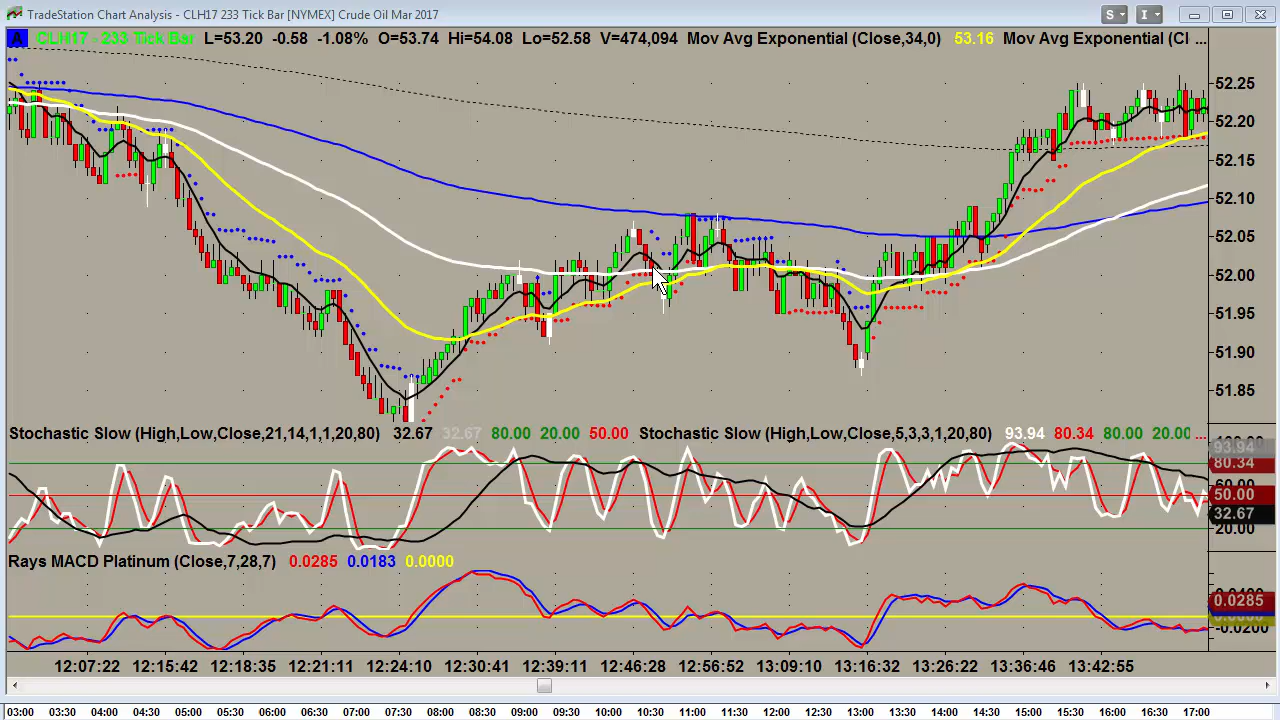 TradeStation Chart Analysis - CLH17 233 Tick Bar [NYMEX] Crude Oil Mar 2017
S I
A CLH17 - 233 Tick Bar L=53.20 -0.58 -1.08% O=53.74 Hi=54.08 Lo=52.58 V=474,094 Mov Avg Exponential (Close,34,0) 53.16 Mov Avg Exponential (Cl ...
52.25
52.20
52.15
52.10
52.05
52.00
51.95
51.90
51.85
Stochastic Slow (High,Low,Close,21,14,1,1,20,80) 32.67 32.67 80.00 20.00 50.00 Stochastic Slow (High,Low,Close,5,3,3,1,20,80) 93.94 80.34 80.00 20.00 ...
93.94
80.34
50.00
32.67
20.00
Rays MACD Platinum (Close,7,28,7) 0.0285 0.0183 0.0000
0.0285
-0.0200
12:07:22 12:15:42 12:18:35 12:21:11 12:24:10 12:30:41 12:39:11 12:46:28 12:56:52 13:09:10 13:16:32 13:26:22 13:36:46 13:42:55
03:00 03:30 04:00 04:30 05:00 05:30 06:00 06:30 07:00 07:30 08:00 08:30 09:00 09:30 10:00 10:30 11:00 11:30 12:00 12:30 13:00 13:30 14:00 14:30 15:00 15:30 16:00 16:30 17:00